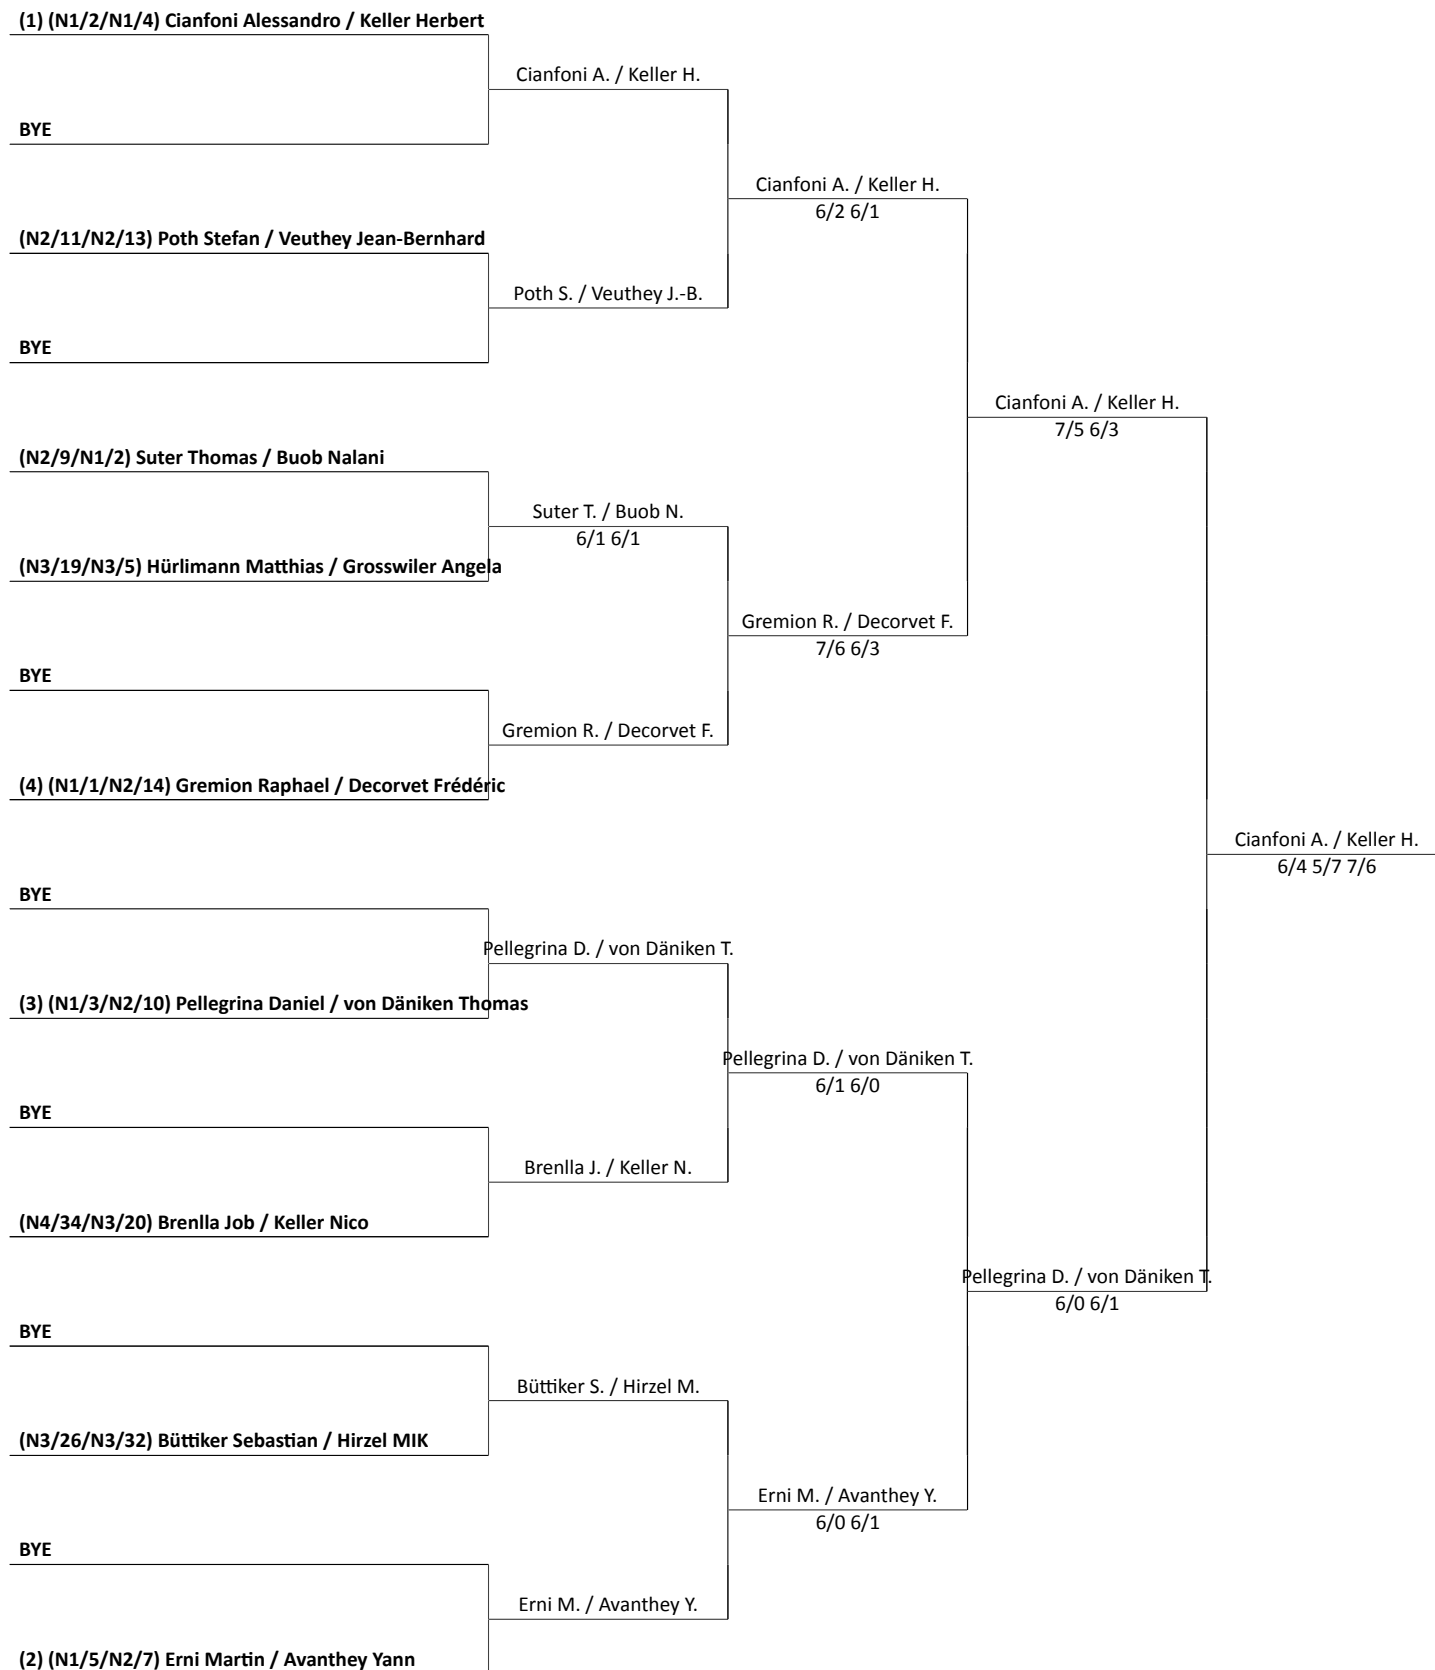 (1) (N1/2/N1/4) Cianfoni Alessandro / Keller Herbert
Cianfoni A. / Keller H.
BYE
Cianfoni A. / Keller H.
6/2 6/1
(N2/11/N2/13) Poth Stefan / Veuthey Jean-Bernhard
Poth S. / Veuthey J.-B.
BYE
Cianfoni A. / Keller H.
7/5 6/3
(N2/9/N1/2) Suter Thomas / Buob Nalani
Suter T. / Buob N.
6/1 6/1
(N3/19/N3/5) Hürlimann Matthias / Grosswiler Angela
Gremion R. / Decorvet F.
7/6 6/3
BYE
Gremion R. / Decorvet F.
(4) (N1/1/N2/14) Gremion Raphael / Decorvet Frédéric
Cianfoni A. / Keller H.
6/4 5/7 7/6
BYE
Pellegrina D. / von Däniken T.
(3) (N1/3/N2/10) Pellegrina Daniel / von Däniken Thomas
Pellegrina D. / von Däniken T.
6/1 6/0
BYE
Brenlla J. / Keller N.
(N4/34/N3/20) Brenlla Job / Keller Nico
Pellegrina D. / von Däniken T.
6/0 6/1
BYE
Büttiker S. / Hirzel M.
(N3/26/N3/32) Büttiker Sebastian / Hirzel MIK
Erni M. / Avanthey Y.
6/0 6/1
BYE
Erni M. / Avanthey Y.
(2) (N1/5/N2/7) Erni Martin / Avanthey Yann